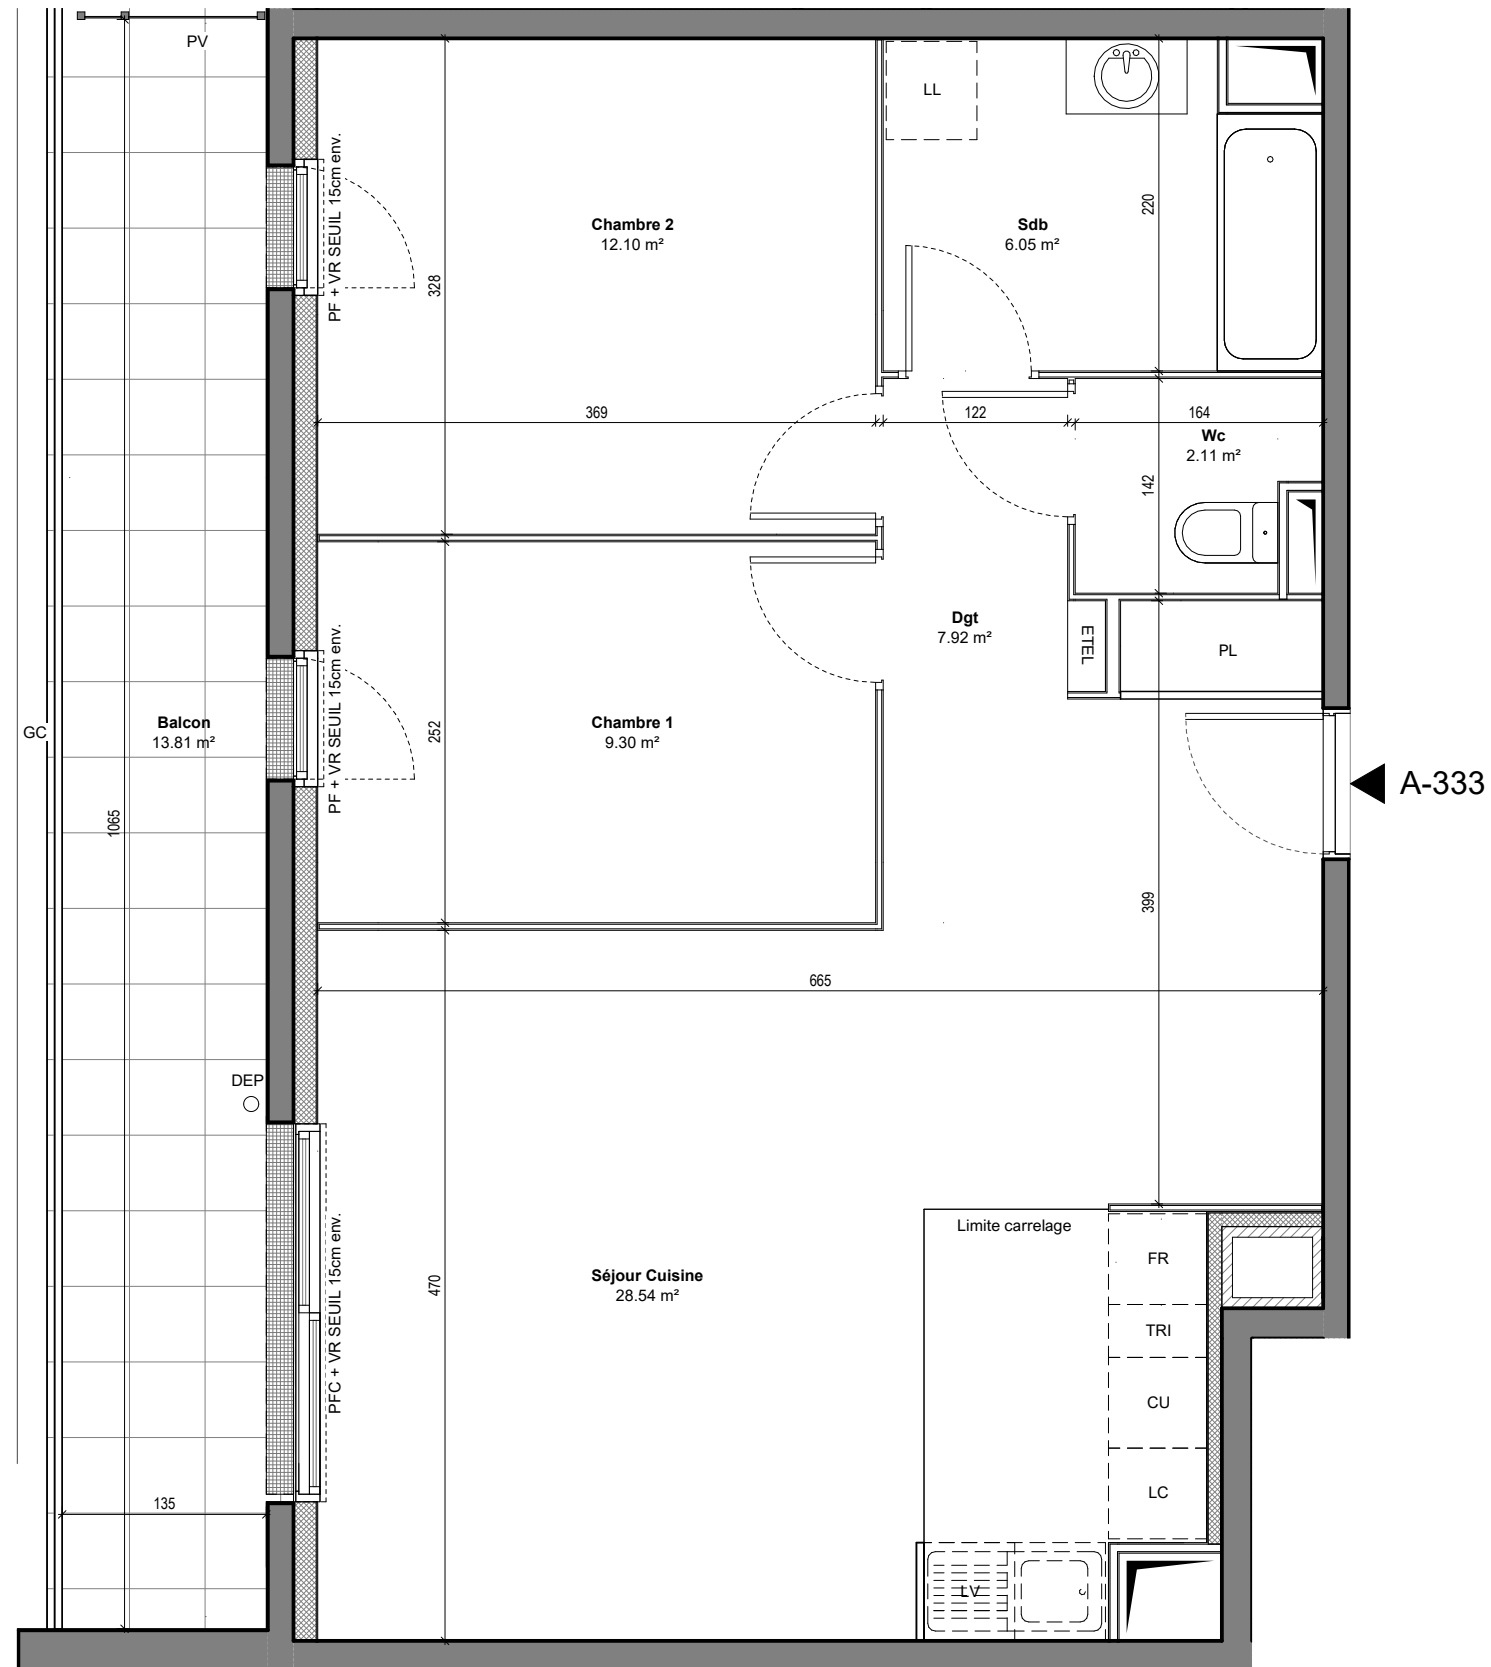 PV
LL
PF + VR SEUIL 15cm env.
Chambre 2
12.10 m²
Sdb
6.05 m²
220
328
369
122
164
Wc
2.11 m²
142
Dgt
7.92 m²
ETEL
PL
PF + VR SEUIL 15cm env.
GC
Balcon
13.81 m²
Chambre 1
9.30 m²
252
A-333
1065
399
665
DEP
Limite carrelage
FR
PFC + VR SEUIL 15cm env.
470
Séjour Cuisine
28.54 m²
TRI
CU
LC
135
LV